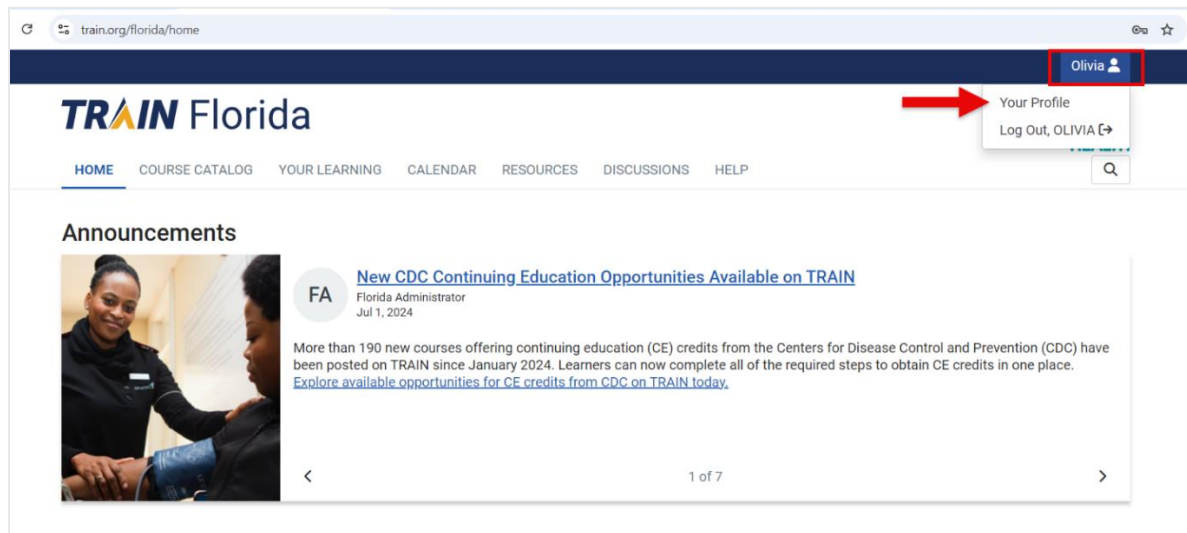 train.org/florida/home
Olivia
Your Profile
Log Out, OLIVIA
TRAIN Florida
HOME COURSE CATALOG YOUR LEARNING CALENDAR RESOURCES DISCUSSIONS HELP
Announcements
FA
New CDC Continuing Education Opportunities Available on TRAIN
Florida Administrator
Jul 1, 2024
More than 190 new courses offering continuing education (CE) credits from the Centers for Disease Control and Prevention (CDC) have
been posted on TRAIN since January 2024. Learners can now complete all of the required steps to obtain CE credits in one place.
Explore available opportunities for CE credits from CDC on TRAIN today.
1 of 7